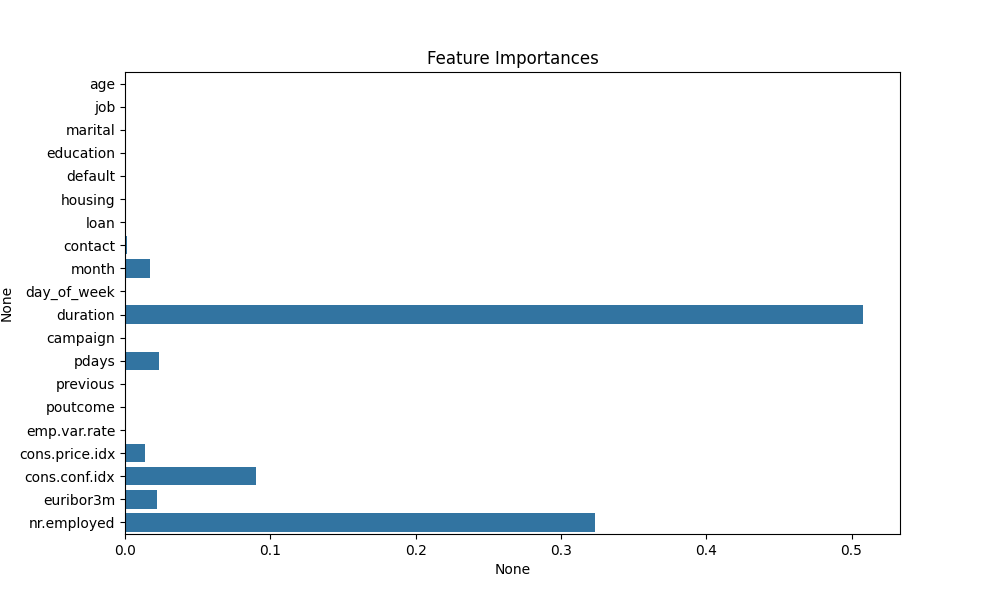 Feature Importances
age
job
marital
education
default
housing
loan
contact
month
day_of_week
duration
campaign
pdays
previous
poutcome
emp.var.rate
cons.price.idx
cons.conf.idx
euribor3m
nr.employed
None
0.0 0.1 0.2 0.3 0.4 0.5
None